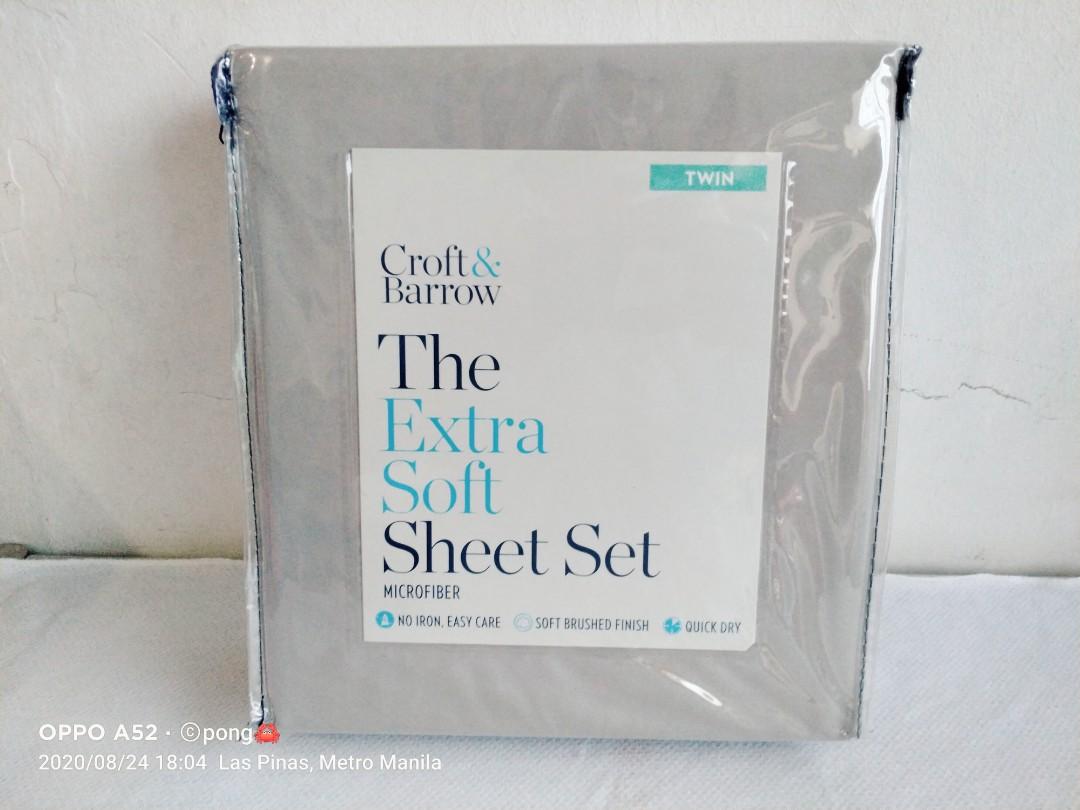 TWIN
Croft &
Barrow
The
Extra
Soft
Sheet Set
MICROFIBER
NO IRON, EASY CARE SOFT BRUSHED FINISH QUICK DRY
OPPO A52 · ©pong🦀
2020/08/24 18:04 Las Pinas, Metro Manila